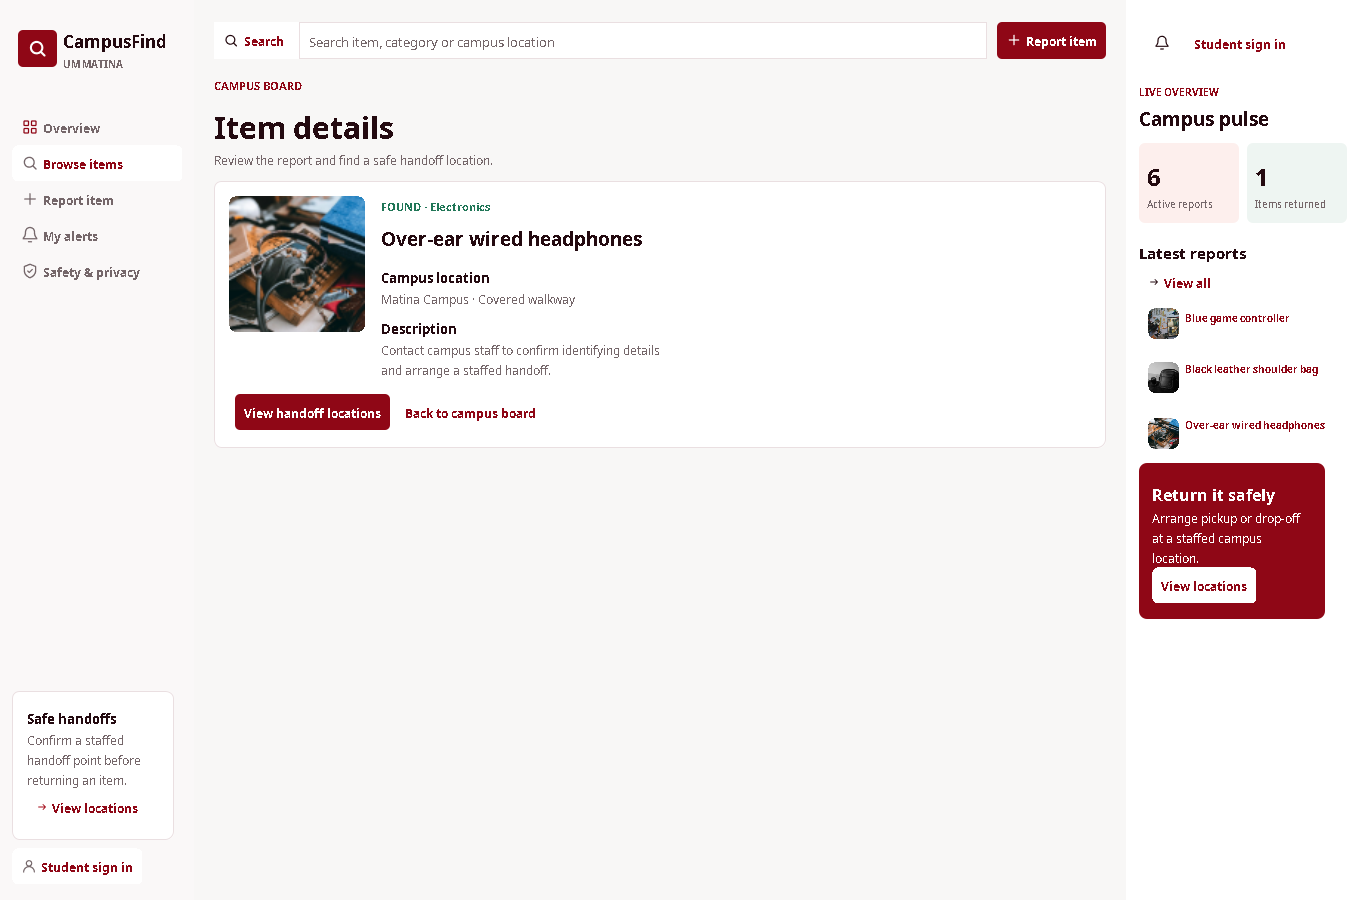 CampusFind
UM MATINA
Overview
Browse items
Report item
My alerts
Safety & privacy
Safe handoffs
Confirm a staffed
handoff point before
returning an item.
→ View locations
Student sign in
Search
Search item, category or campus location
Report item
CAMPUS BOARD
Item details
Review the report and find a safe handoff location.
FOUND · Electronics
Over-ear wired headphones
Campus location
Matina Campus · Covered walkway
Description
Contact campus staff to confirm identifying details
and arrange a staffed handoff.
View handoff locations
Back to campus board
Student sign in
LIVE OVERVIEW
Campus pulse
6
Active reports
1
Items returned
Latest reports
→ View all
Blue game controller
Black leather shoulder bag
Over-ear wired headphones
Return it safely
Arrange pickup or drop-off
at a staffed campus
location.
View locations